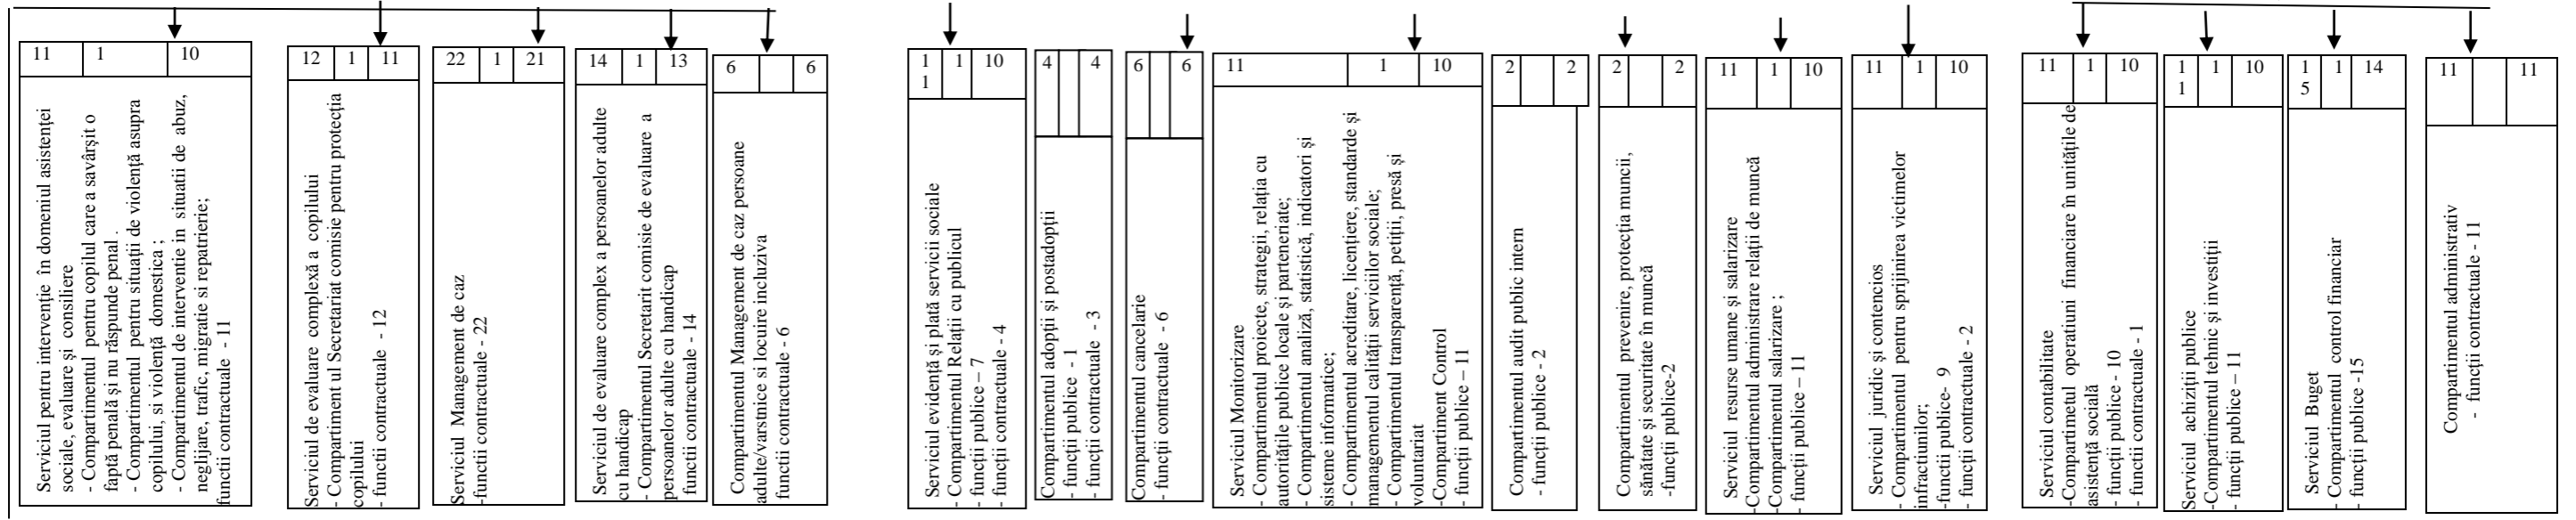 11 1 10
Serviciul pentru intervenție în domeniul asistenței
sociale, evaluare și consiliere
- Compartimentul pentru copilul care a savârșit o
faptă penală și nu răspunde penal .
- Compartimentul pentru situații de violență asupra
copilului, si violență domestica ;
- Compartimentul de interventie in situatii de abuz,
neglijare, trafic, migratie si repatrierie;
functii contractuale - 11
12 1 11
Serviciul de evaluare complexă a copilului
- Compartiment ul Secretariat comisie pentru protecția
copilului
- functii contractuale - 12
22 1 21
Serviciul Management de caz
-functii contractuale - 22
14 1 13
Serviciul de evaluare complex a persoanelor adulte
cu handicap
- Compartimentul Secretarit comisie de evaluare a
persoanelor adulte cu handicap
functii contractuale - 14
6 6
Compartimentul Management de caz persoane
adulte/varstnice si locuire incluziva
functii contractuale - 6
11 1 10
Serviciul evidență și plată servicii sociale
- Compartimentul Relații cu publicul
- funcții publice – 7
- funcții contractuale - 4
4 4
Compartimentul adopții și postadopții
- funcții publice - 1
- funcții contractuale - 3
6 6
Compartimentul cancelarie
- funcții contractuale - 6
11 1 10
Serviciul Monitorizare
- Compartimentul proiecte, strategii, relația cu
autoritățile publice locale și parteneriate;
- Compartimentul analiză, statistică, indicatori și
sisteme informatice;
- Compartimentul acreditare, licențiere, standarde și
managementul calității serviciilor sociale;
- Compartimentul transparență, petiții, presă și
voluntariat
-Compartiment Control
- funcții publice – 11
2 2
Compartimentul audit public intern
- funcții publice - 2
2 2
Compartimentul prevenire, protecția muncii,
sănătate și securitate în muncă
-funcții publice-2
11 1 10
Serviciul resurse umane și salarizare
-Compartimentul administrare relații de muncă
-Compartimentul salarizare ;
- funcții publice – 11
11 1 10
Serviciul juridic și contencios
- Compartimentul pentru sprijinirea victimelor
infractiunilor;
-functii publice- 9
- funcții contractuale - 2
11 1 10
Serviciul contabilitate
-Compartimetul operatiuni financiare în unitățile de
asistență socială
- funcții publice - 10
- functii contractuale - 1
11 1 10
Serviciul achiziții publice
-Compartimentul tehnic și investiții
- funcții publice – 11
15 1 14
Serviciul Buget
- Compartimentul control financiar
- funcții publice -15
11 11
Compartimentul administrativ
- funcții contractuale - 11